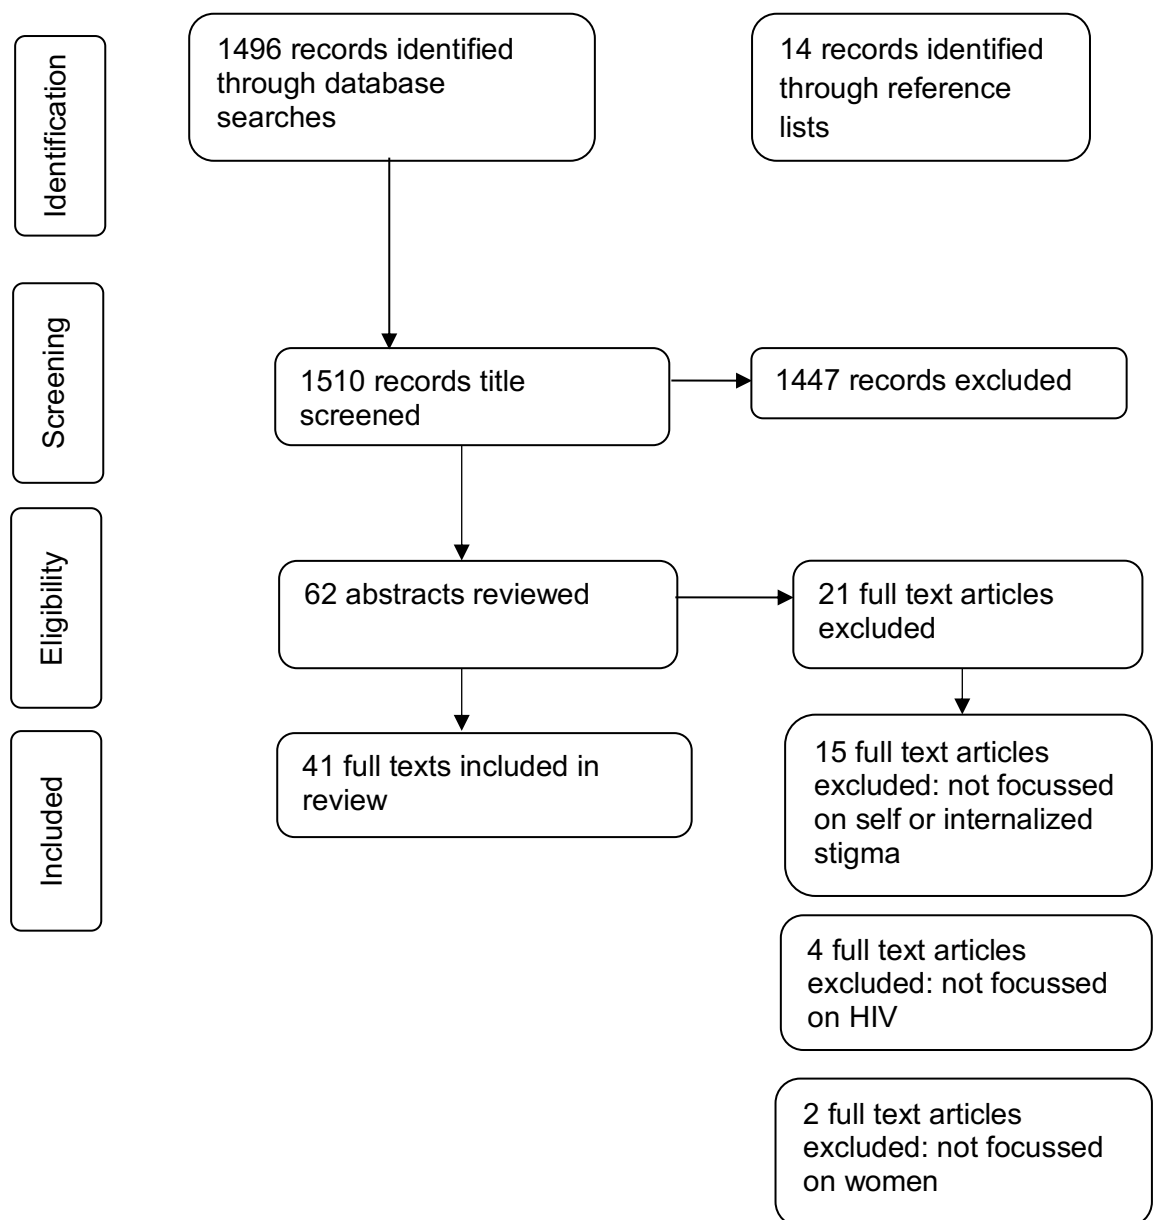 Identification
1496 records identified
through database
searches
14 records identified
through reference
lists
Screening
1510 records title
screened
1447 records excluded
Eligibility
62 abstracts reviewed
21 full text articles
excluded
Included
41 full texts included in
review
15 full text articles
excluded: not focussed
on self or internalized
stigma
4 full text articles
excluded: not focussed
on HIV
2 full text articles
excluded: not focussed
on women